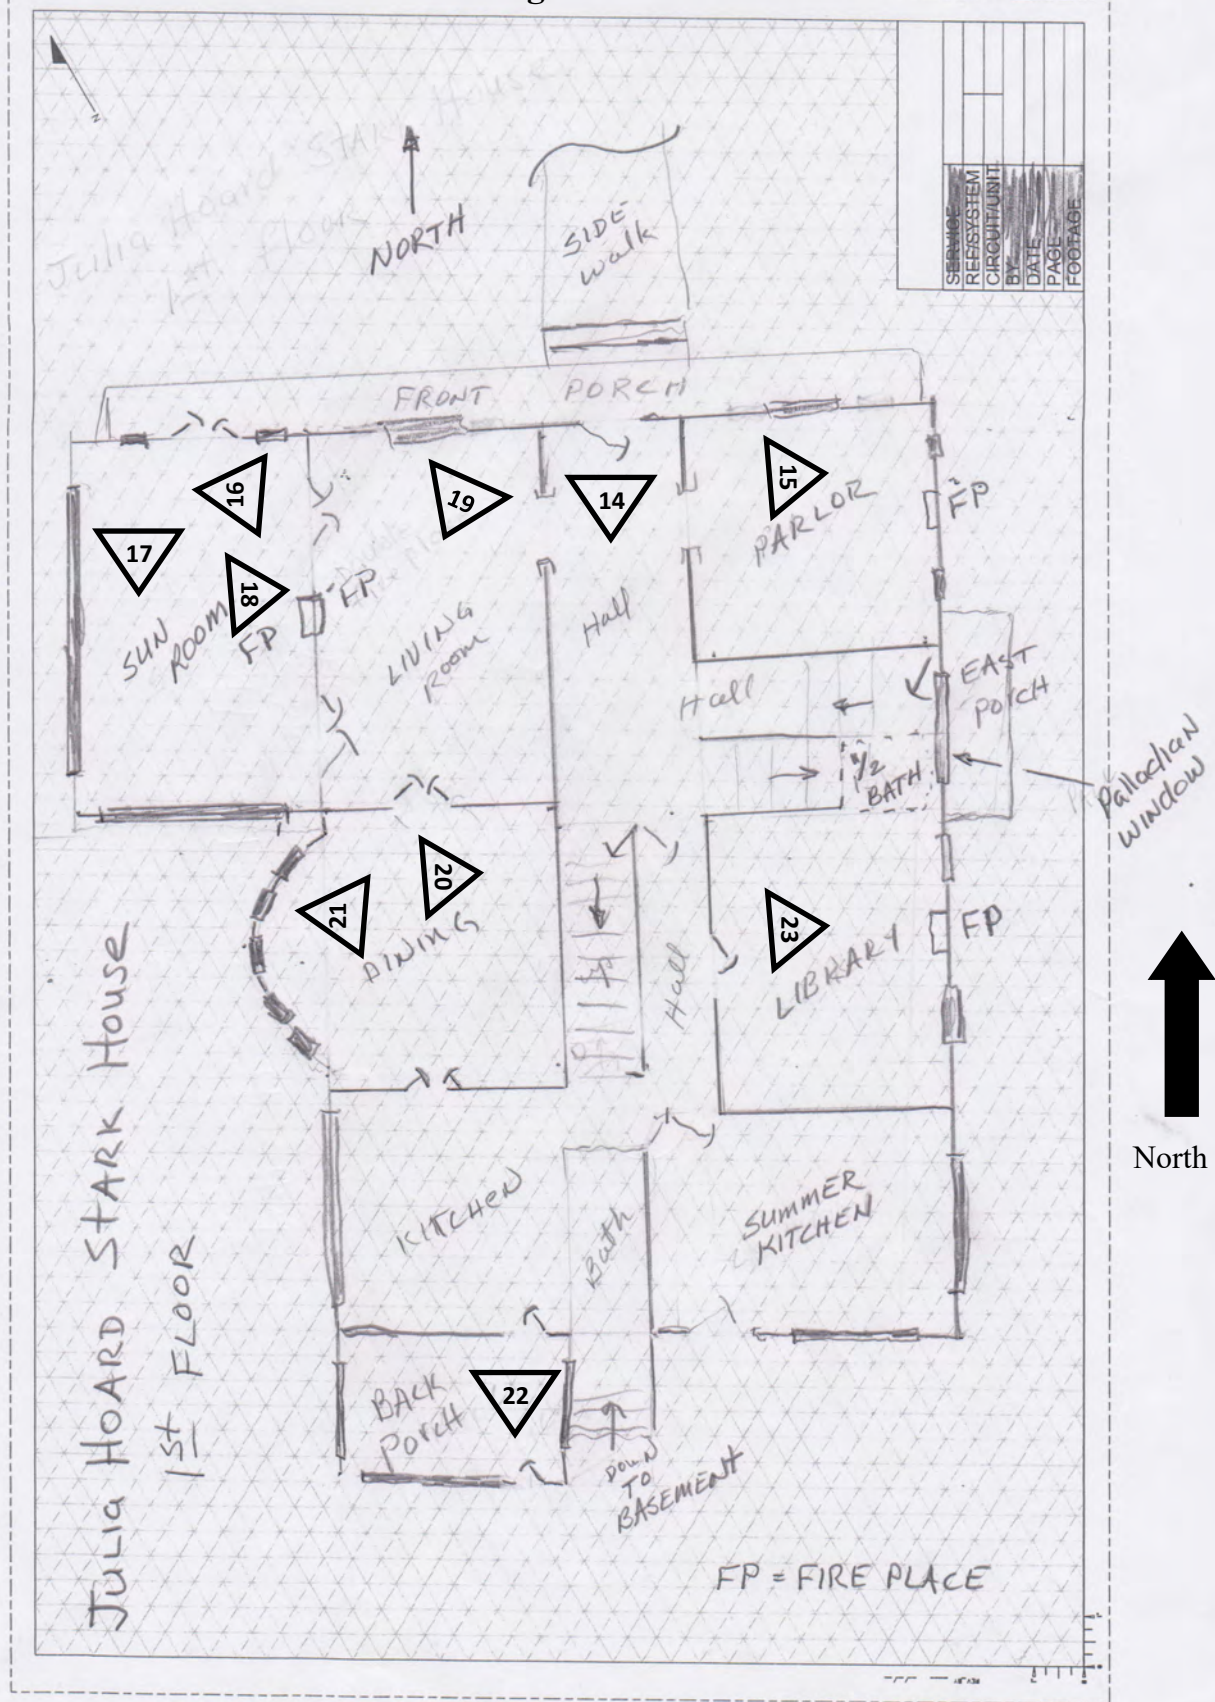 Julia Hoard STARK House
1st Floor
NORTH
SIDE
walk
SERVICE
REF/SYSTEM
CIRCUIT/UNIT
BY
DATE
PAGE
FOOTAGE
FRONT PORCH
16
19
14
15
17
18
PARLOR
FP
FP
FP
SUN
ROOM
LIVING
ROOM
Hall
Hall
EAST
PORCH
1/2
BATH
Palladian
WINDOW
20
21
DINING
23
Hall
LIBRARY
FP
North
KITCHEN
Bath
SUMMER
KITCHEN
BACK
PORCH
22
DOWN
TO
BASEMENT
JULIA HOARD STARK HOUSE
1st FLOOR
FP = FIRE PLACE